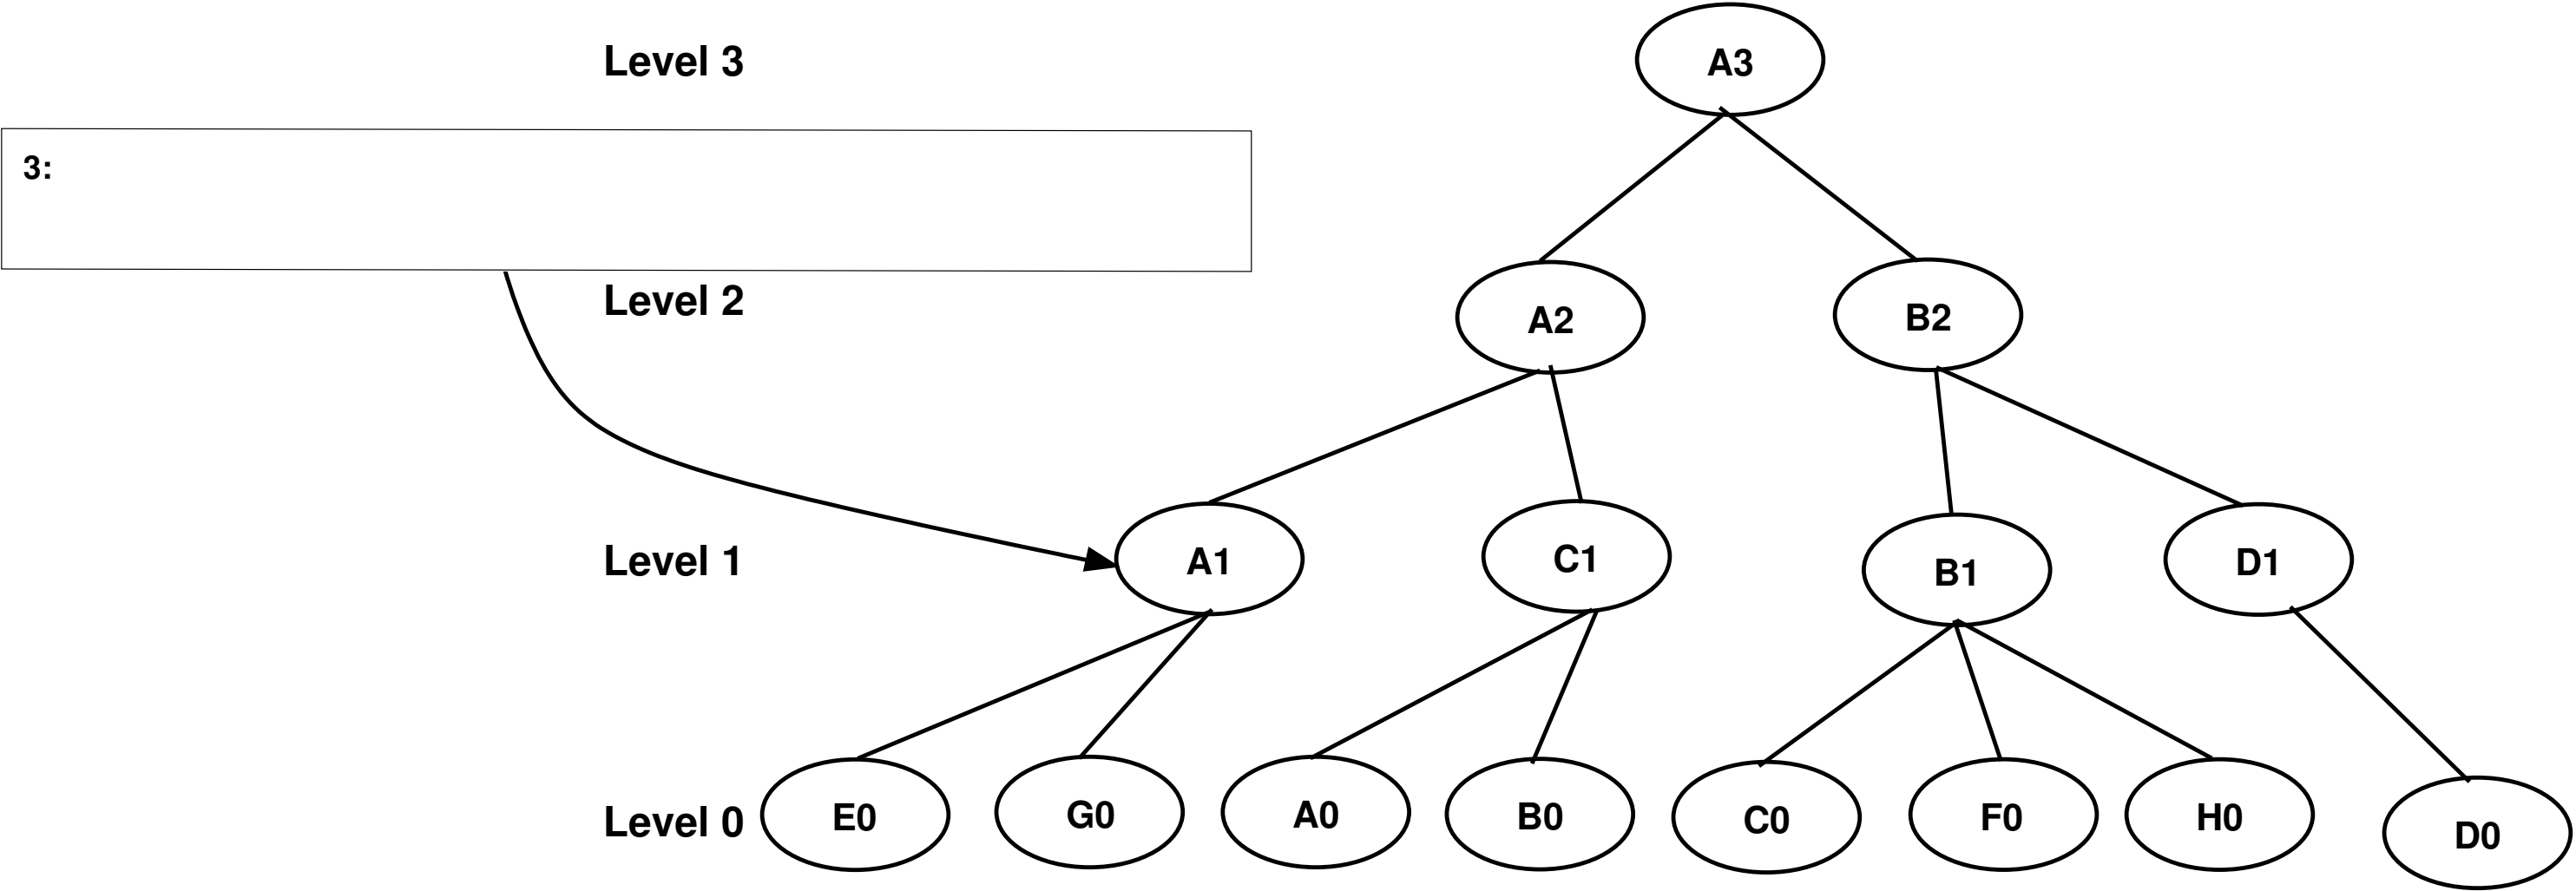 Level 3
A3
3:
Level 2
A2
B2
Level 1
A1
C1
B1
D1
Level 0
E0
G0
A0
B0
C0
F0
H0
D0